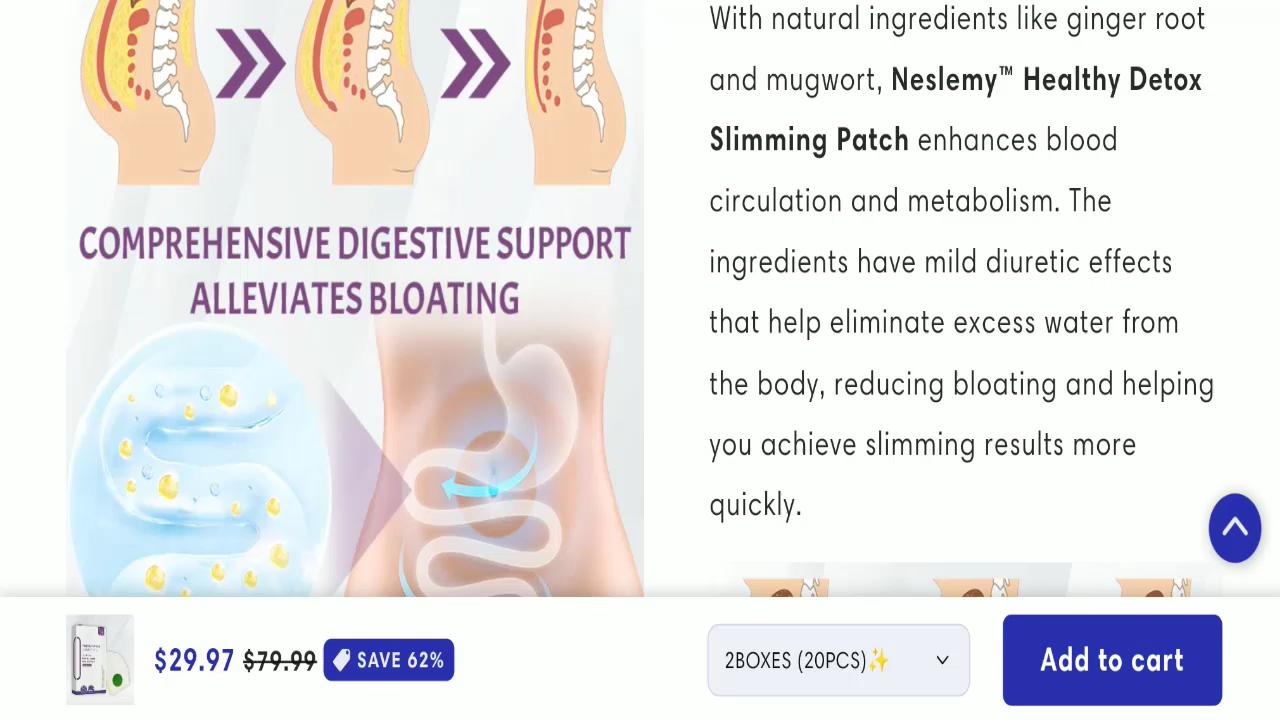 With natural ingredients like ginger root
and mugwort, Neslemy™ Healthy Detox
Slimming Patch enhances blood
circulation and metabolism. The
ingredients have mild diuretic effects
that help eliminate excess water from
the body, reducing bloating and helping
you achieve slimming results more
quickly.
COMPREHENSIVE DIGESTIVE SUPPORT
ALLEVIATES BLOATING
$29.97 $79.99 SAVE 62%
2BOXES (20PCS)✨
Add to cart